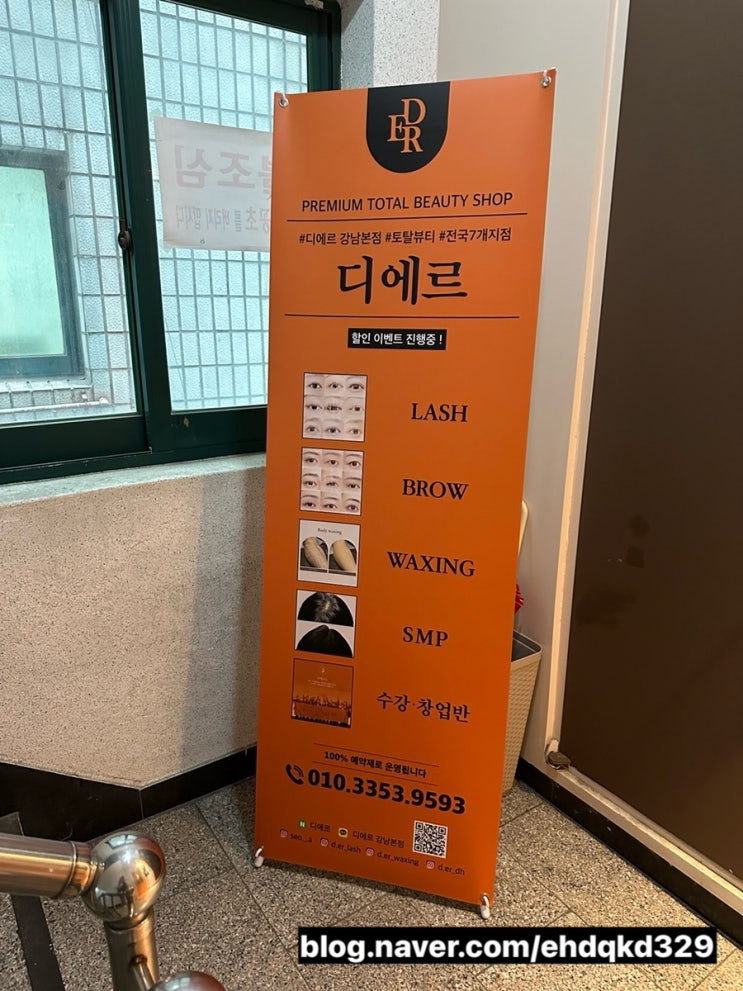 DER
PREMIUM TOTAL BEAUTY SHOP
#디에르 강남본점 #토탈뷰티 #전국7개지점
디에르
할인 이벤트 진행중 !
LASH
BROW
Body waxing
WAXING
SMP
수강·창업반
100% 예약제로 운영됩니다
010.3353.9593
디에르 디에르 강남본점
d.er_lash d.er_waxing d.er_dh
blog.naver.com/ehdqkd329